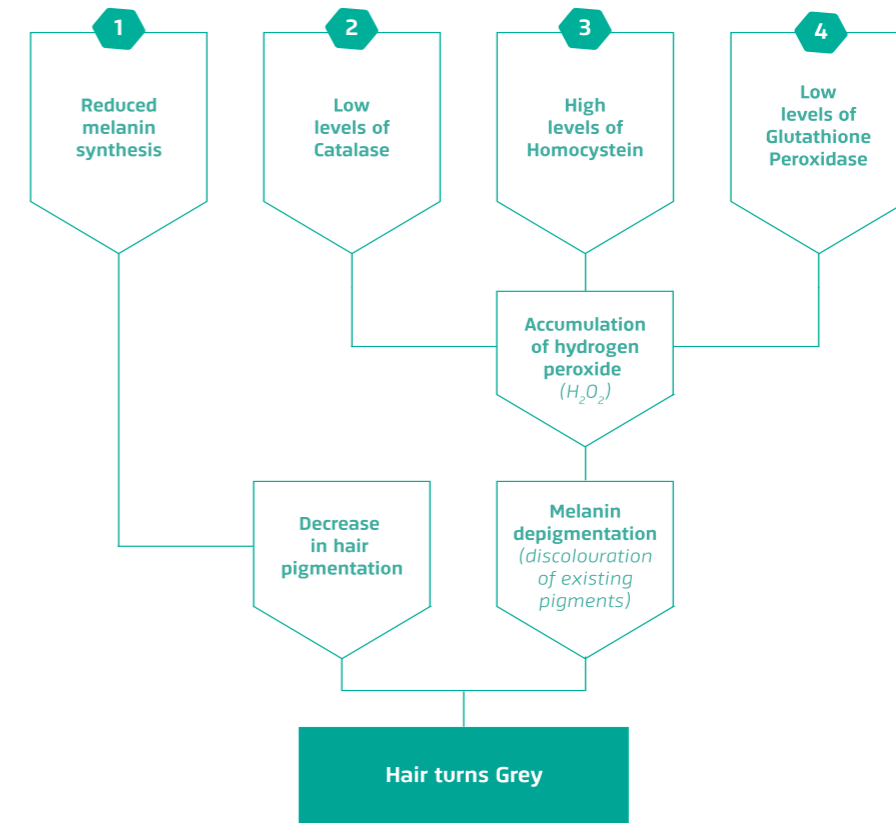 1
Reduced
melanin
synthesis
2
Low
levels of
Catalase
3
High
levels of
Homocystein
4
Low
levels of
Glutathione
Peroxidase
Accumulation
of hydrogen
peroxide
(H₂O₂)
Decrease
in hair
pigmentation
Melanin
depigmentation
(discolouration
of existing
pigments)
Hair turns Grey